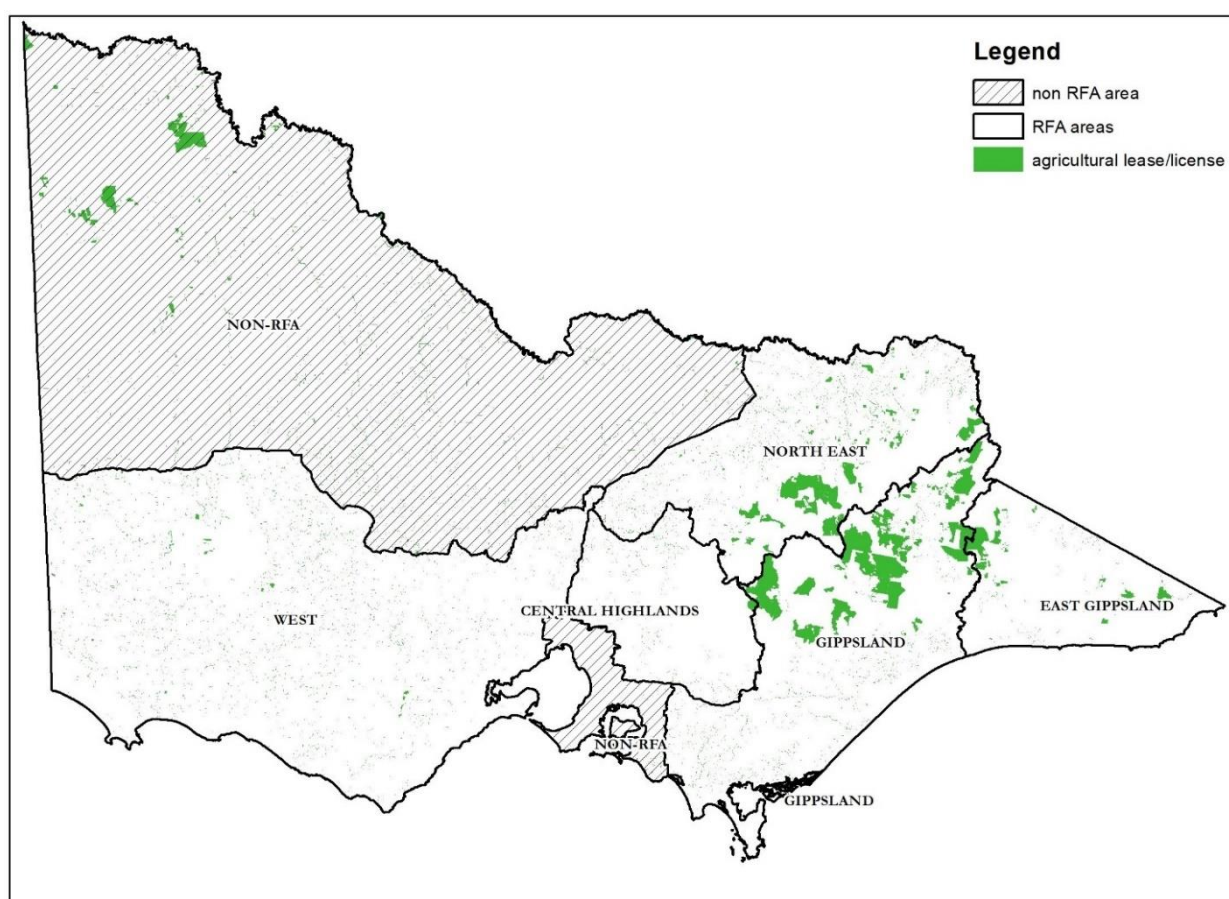 Legend
non RFA area
RFA areas
agricultural lease/license
NON-RFA
NORTH EAST
CENTRAL HIGHLANDS
EAST GIPPSLAND
WEST
GIPPSLAND
NON-RFA
GIPPSLAND